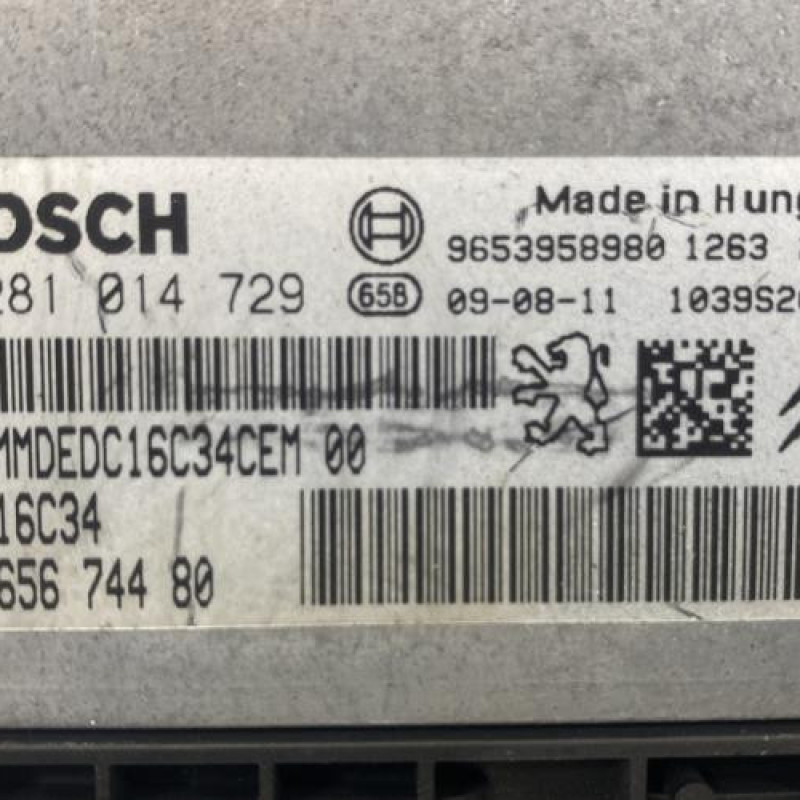 OSCH
Made in Hung
9653958980 1263
281 014 729
658 09-08-11 1039S20
MMDEDC16C34CEM 00
16C34
656 744 80